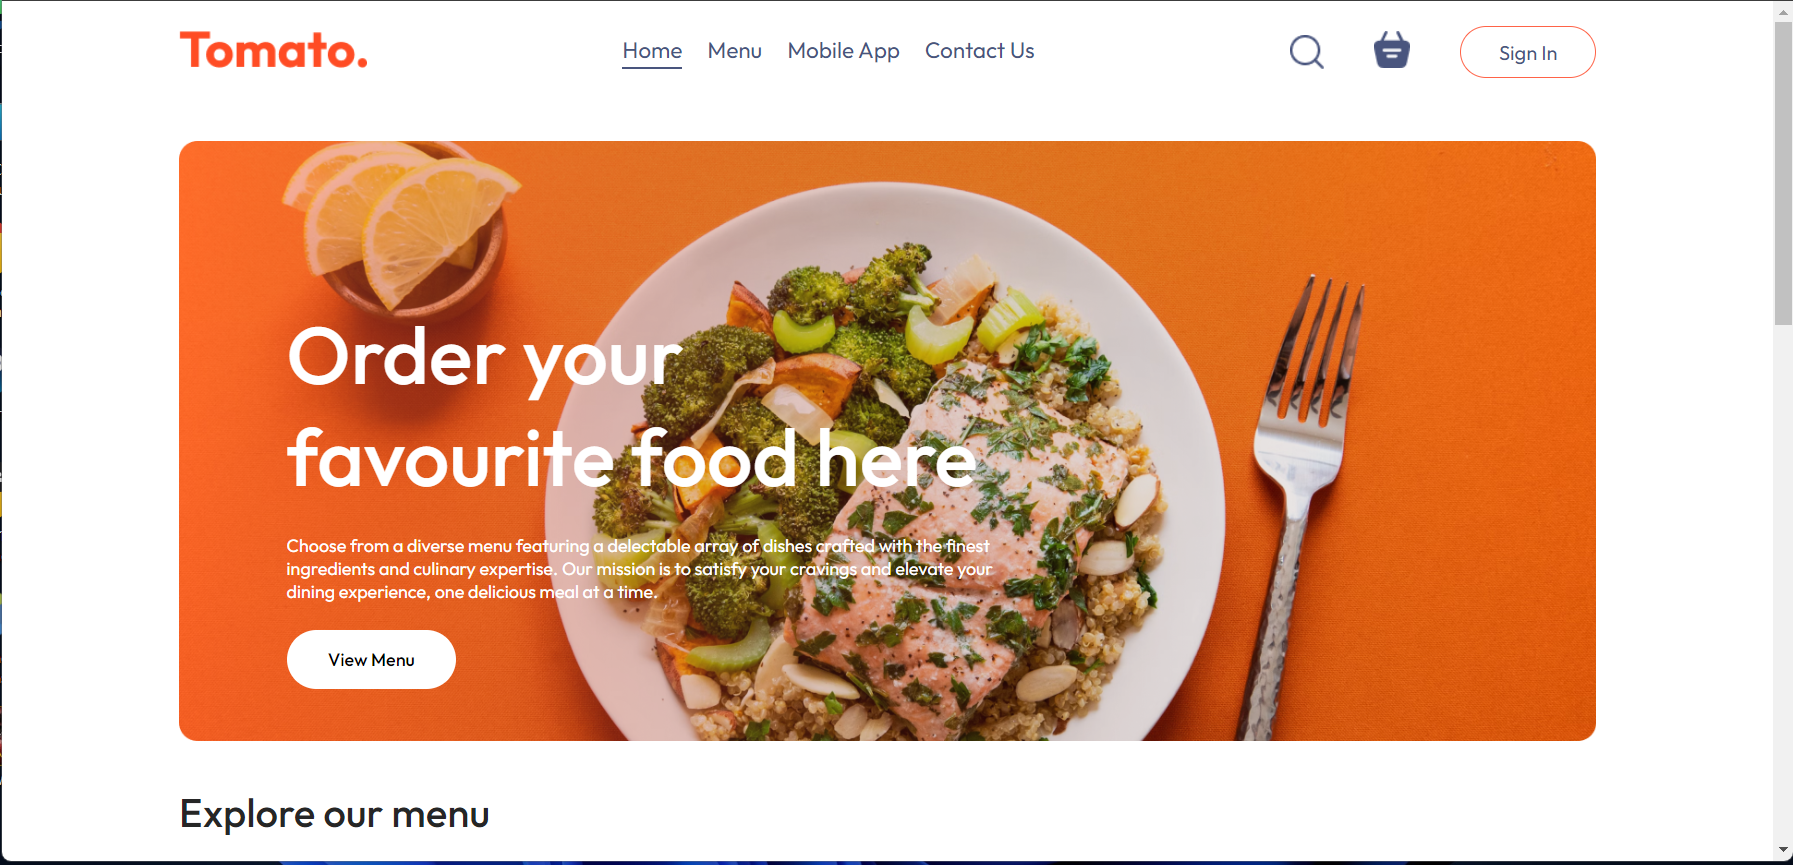 Tomato.
Home Menu Mobile App Contact Us
Sign In
Order your
favourite food here
Choose from a diverse menu featuring a delectable array of dishes crafted with the finest
ingredients and culinary expertise. Our mission is to satisfy your cravings and elevate your
dining experience, one delicious meal at a time.
View Menu
Explore our menu